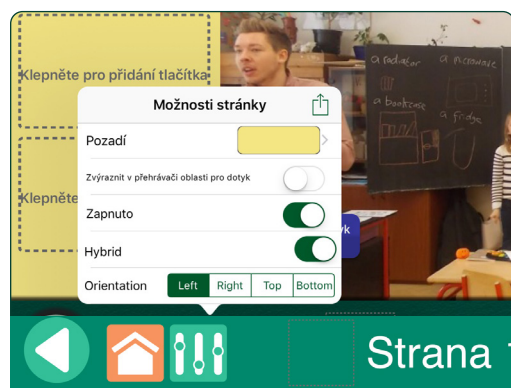 Klepněte pro přidání tlačítka
a radiator
a microwave
a bookcase
a fridge
Možnosti stránky
Pozadí
Zvýraznit v přehrávači oblasti pro dotyk
Klepněte
Zapnuto
yk
Hybrid
Orientation
Left
Right
Top
Bottom
Strana